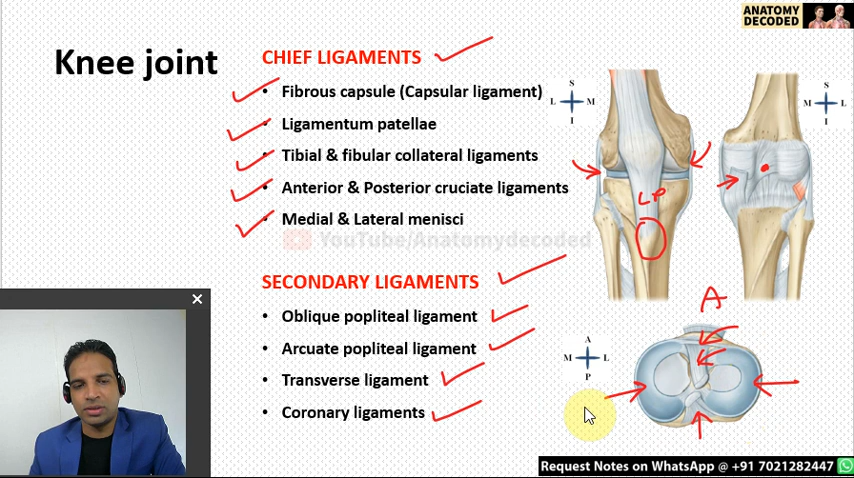 ANATOMY
DECODED
Knee joint
CHIEF LIGAMENTS
• Fibrous capsule (Capsular ligament)
• Ligamentum patellae
• Tibial & fibular collateral ligaments
• Anterior & Posterior cruciate ligaments
• Medial & Lateral menisci
YouTube/Anatomydecoded
SECONDARY LIGAMENTS
• Oblique popliteal ligament
• Arcuate popliteal ligament
• Transverse ligament
• Coronary ligaments
S
L M
I
S
M L
I
LP
A
A
M L
P
Request Notes on WhatsApp @ +91 7021282447